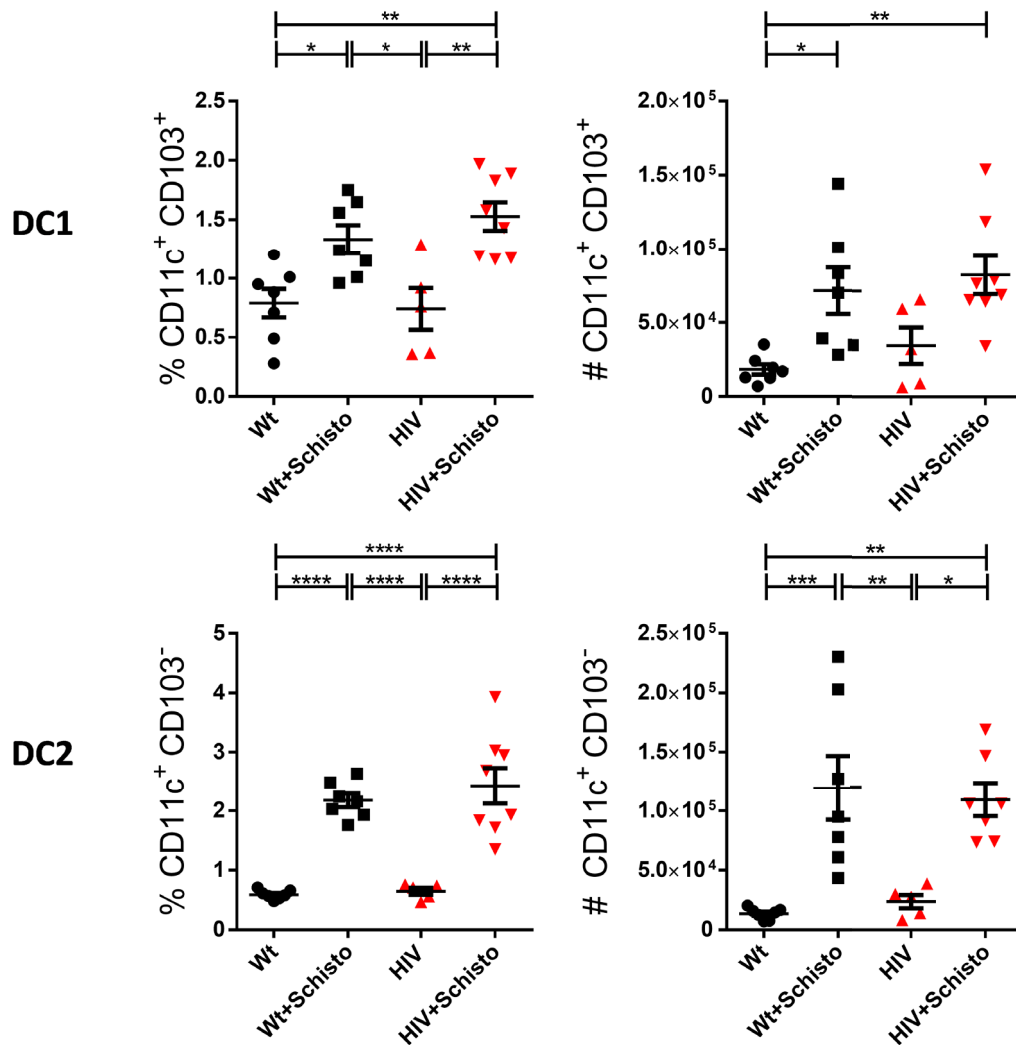 ** **
* * ** *
DC1
% CD11c⁺ CD103⁺
2.5
2.0
1.5
1.0
0.5
0.0
Wt Wt+Schisto HIV HIV+Schisto
# CD11c⁺ CD103⁺
2.0×10⁵
1.5×10⁵
1.0×10⁵
5.0×10⁴
0
Wt Wt+Schisto HIV HIV+Schisto
**** **
**** **** **** *** ** *
DC2
% CD11c⁺ CD103⁻
5
4
3
2
1
0
Wt Wt+Schisto HIV HIV+Schisto
# CD11c⁺ CD103⁻
2.5×10⁵
2.0×10⁵
1.5×10⁵
1.0×10⁵
5.0×10⁴
0
Wt Wt+Schisto HIV HIV+Schisto